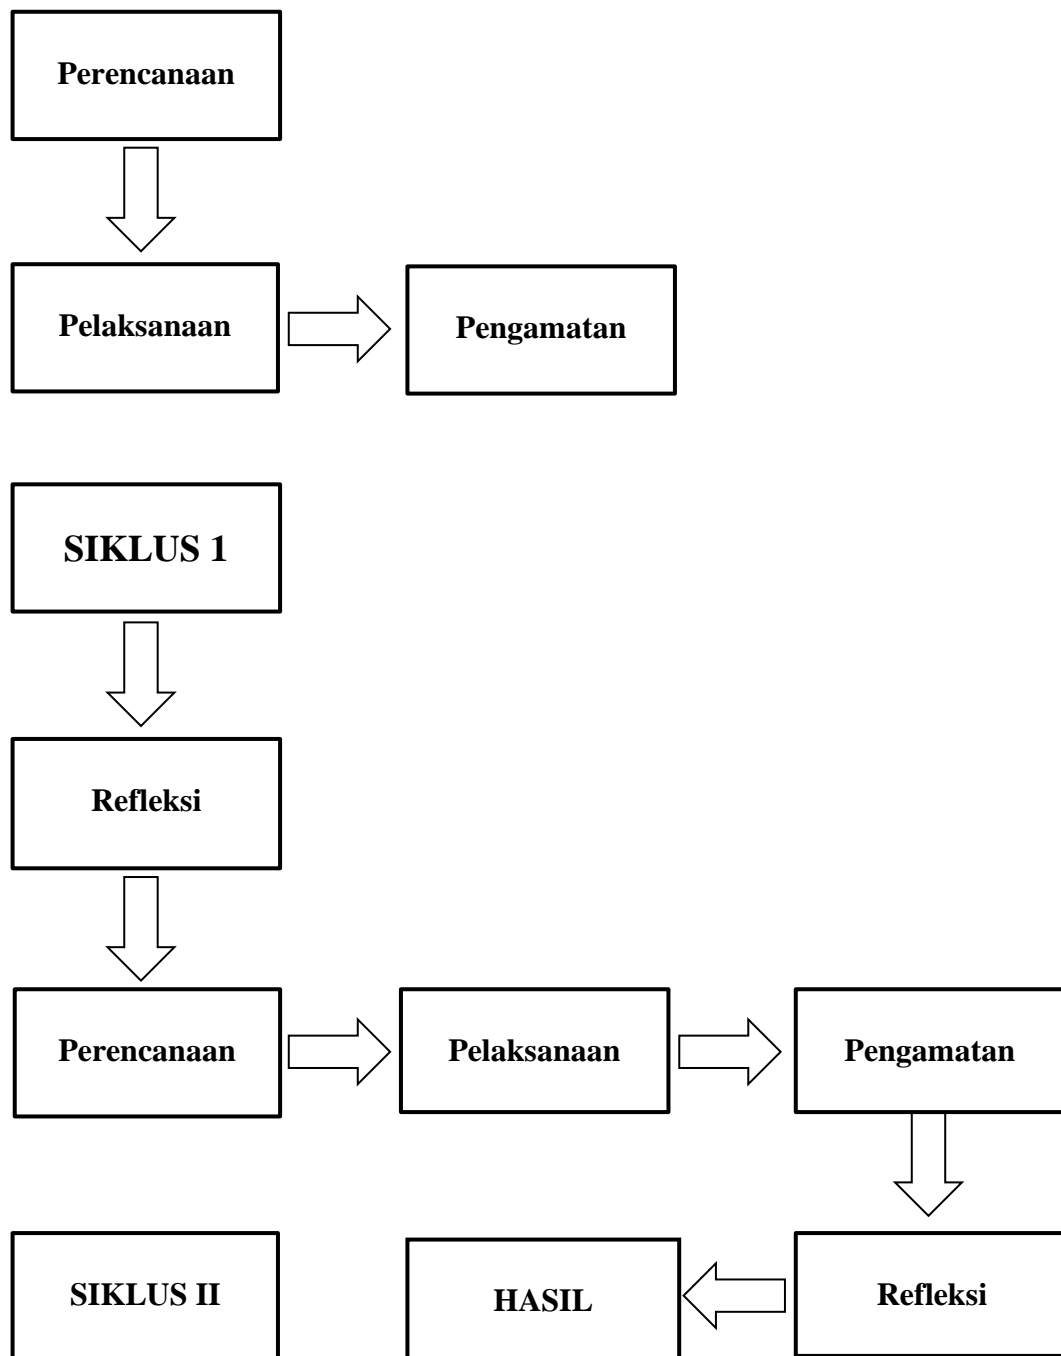 Perencanaan
Pelaksanaan
Pengamatan
SIKLUS 1
Refleksi
Perencanaan
Pelaksanaan
Pengamatan
SIKLUS II
HASIL
Refleksi